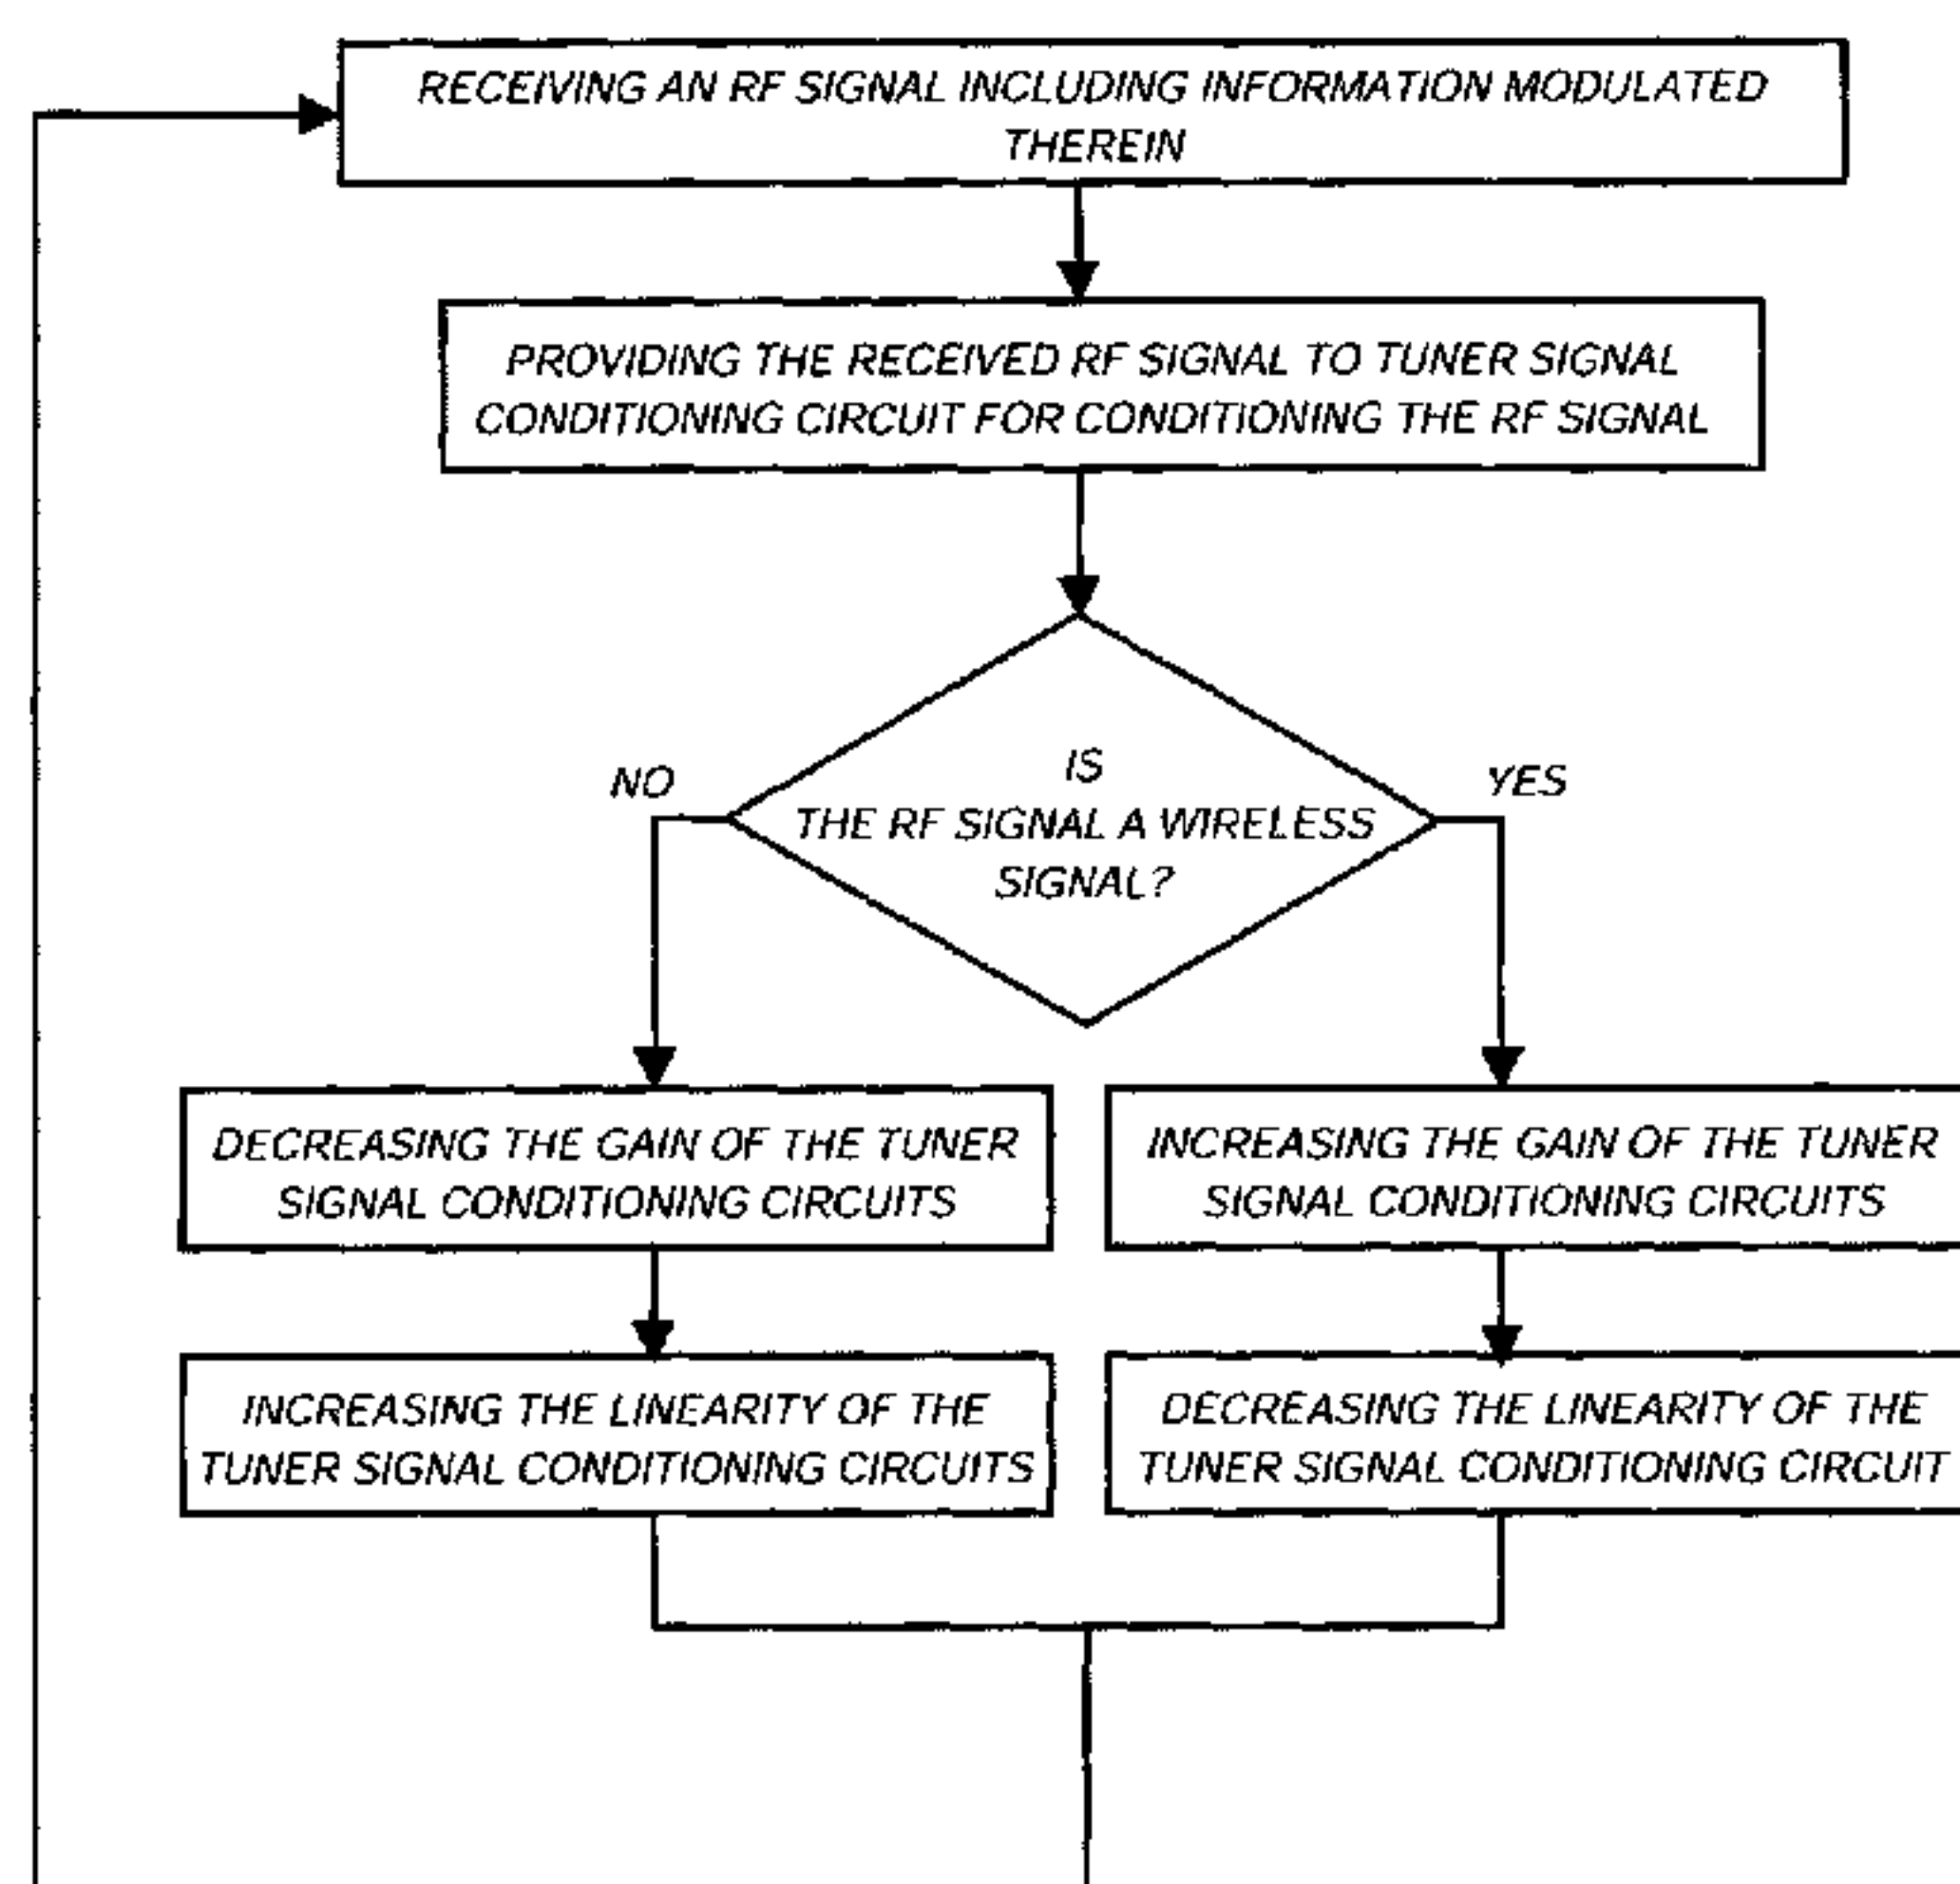 RECEIVING AN RF SIGNAL INCLUDING INFORMATION MODULATED
THEREIN
PROVIDING THE RECEIVED RF SIGNAL TO TUNER SIGNAL
CONDITIONING CIRCUIT FOR CONDITIONING THE RF SIGNAL
IS
THE RF SIGNAL A WIRELESS
SIGNAL?
NO
YES
DECREASING THE GAIN OF THE TUNER
SIGNAL CONDITIONING CIRCUITS
INCREASING THE GAIN OF THE TUNER
SIGNAL CONDITIONING CIRCUITS
INCREASING THE LINEARITY OF THE
TUNER SIGNAL CONDITIONING CIRCUITS
DECREASING THE LINEARITY OF THE
TUNER SIGNAL CONDITIONING CIRCUIT